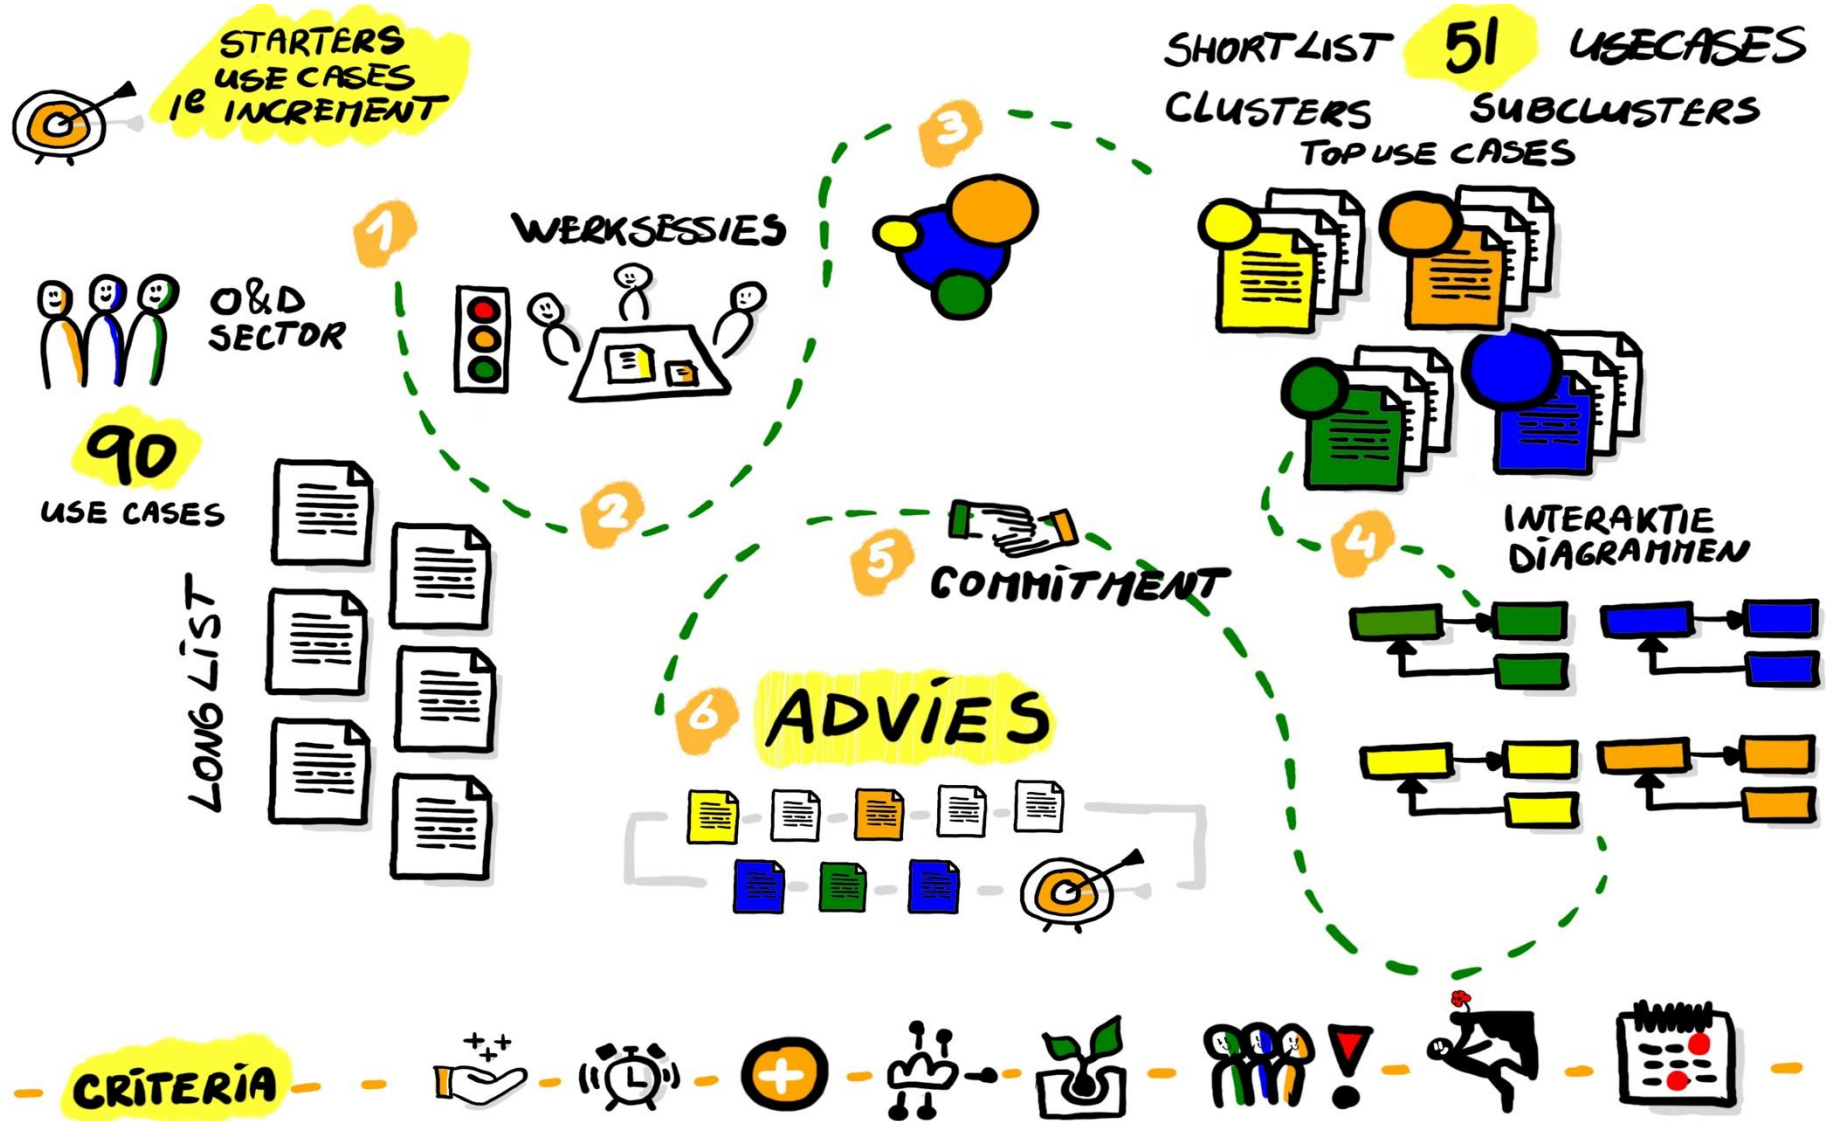 STARTERS
USE CASES
1e INCREMENT
1
O&D
SECTOR
90
USE CASES
LONG LIST
WERKSESSIES
2
3
SHORTLIST 51 USECASES
CLUSTERS SUBCLUSTERS
TOP USE CASES
4
INTERAKTIE
DIAGRAMMEN
5
COMMITMENT
6
ADVIES
CRITERIA